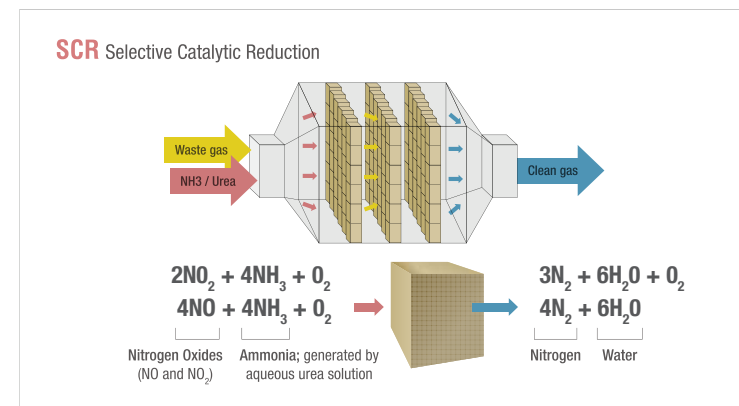 SCR Selective Catalytic Reduction
Waste gas
NH3 / Urea
Clean gas
2NO₂ + 4NH₃ + O₂
4NO + 4NH₃ + O₂
3N₂ + 6H₂O + O₂
4N₂ + 6H₂O
Nitrogen Oxides
(NO and NO₂)
Ammonia; generated by
aqueous urea solution
Nitrogen
Water